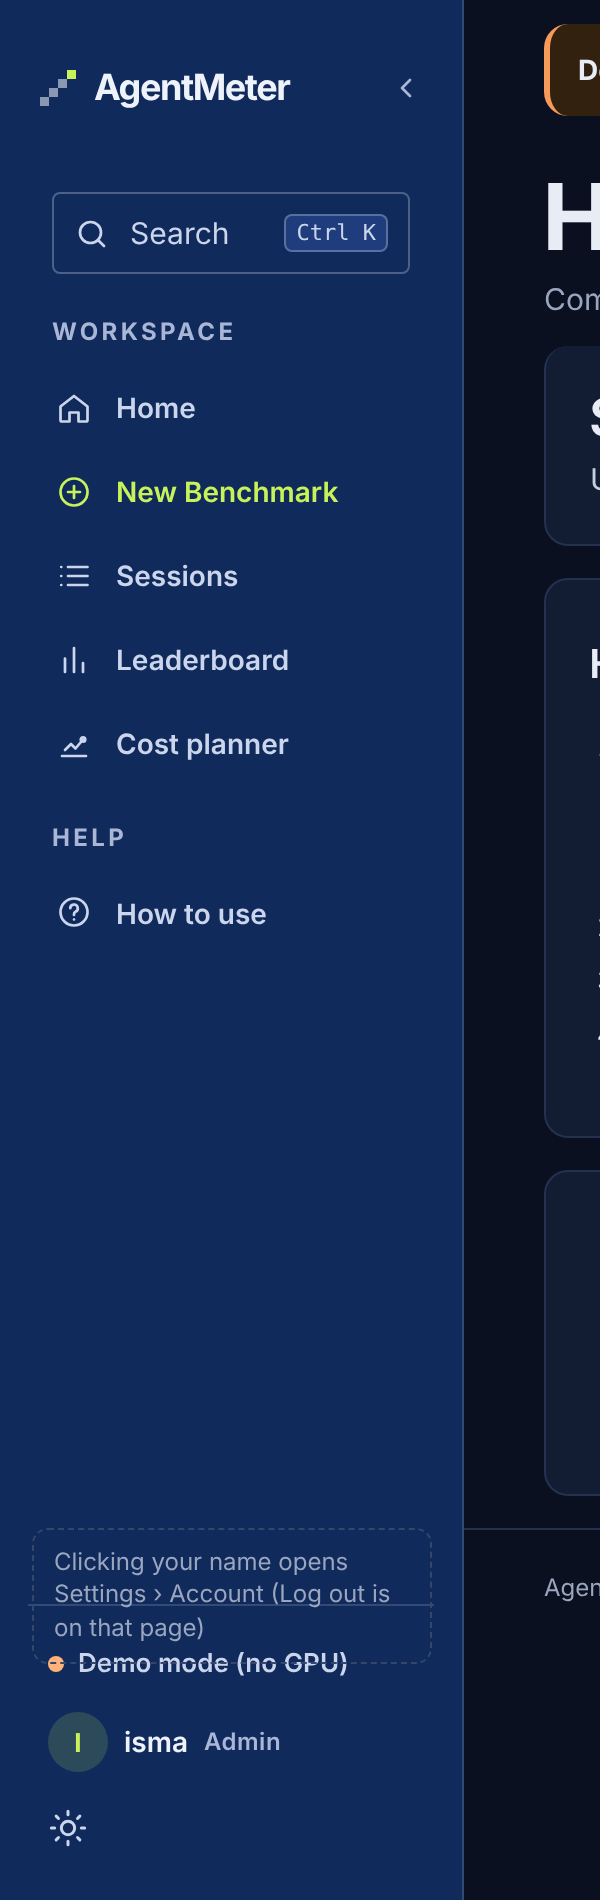 AgentMeter
Search Ctrl K
WORKSPACE
Home
New Benchmark
Sessions
Leaderboard
Cost planner
HELP
How to use
Clicking your name opens
Settings › Account (Log out is
on that page)
Demo mode (no GPU)
I isma Admin